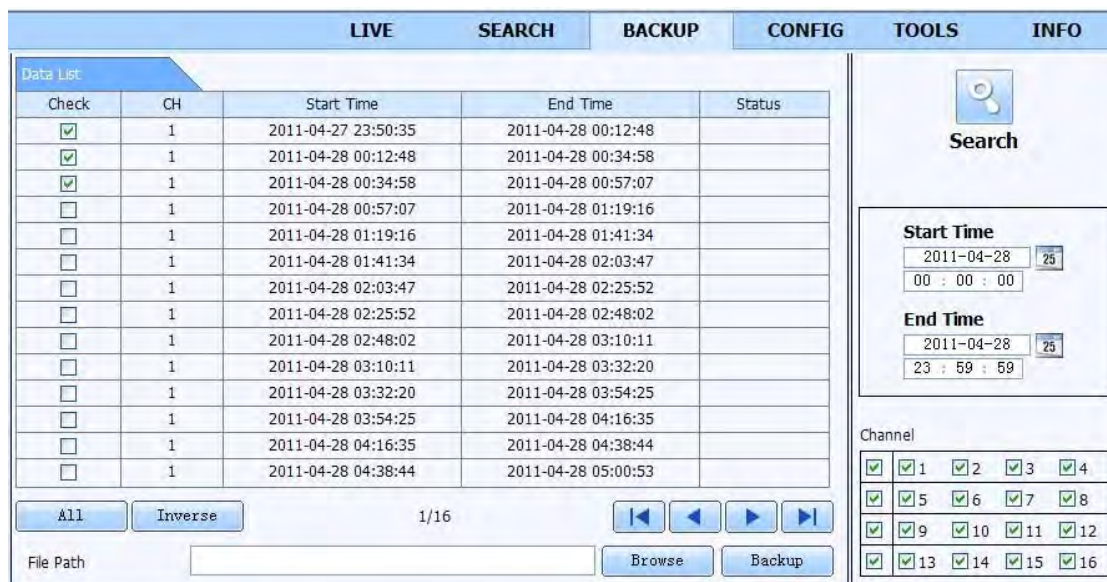 LIVE SEARCH BACKUP CONFIG TOOLS INFO
Data List
Check CH Start Time End Time Status
1 2011-04-27 23:50:35 2011-04-28 00:12:48
1 2011-04-28 00:12:48 2011-04-28 00:34:58
1 2011-04-28 00:34:58 2011-04-28 00:57:07
1 2011-04-28 00:57:07 2011-04-28 01:19:16
1 2011-04-28 01:19:16 2011-04-28 01:41:34
1 2011-04-28 01:41:34 2011-04-28 02:03:47
1 2011-04-28 02:03:47 2011-04-28 02:25:52
1 2011-04-28 02:25:52 2011-04-28 02:48:02
1 2011-04-28 02:48:02 2011-04-28 03:10:11
1 2011-04-28 03:10:11 2011-04-28 03:32:20
1 2011-04-28 03:32:20 2011-04-28 03:54:25
1 2011-04-28 03:54:25 2011-04-28 04:16:35
1 2011-04-28 04:16:35 2011-04-28 04:38:44
1 2011-04-28 04:38:44 2011-04-28 05:00:53
All Inverse 1/16
File Path Browse Backup
Search
Start Time
2011-04-28 25
00 : 00 : 00
End Time
2011-04-28 25
23 : 59 : 59
Channel
1 2 3 4
5 6 7 8
9 10 11 12
13 14 15 16